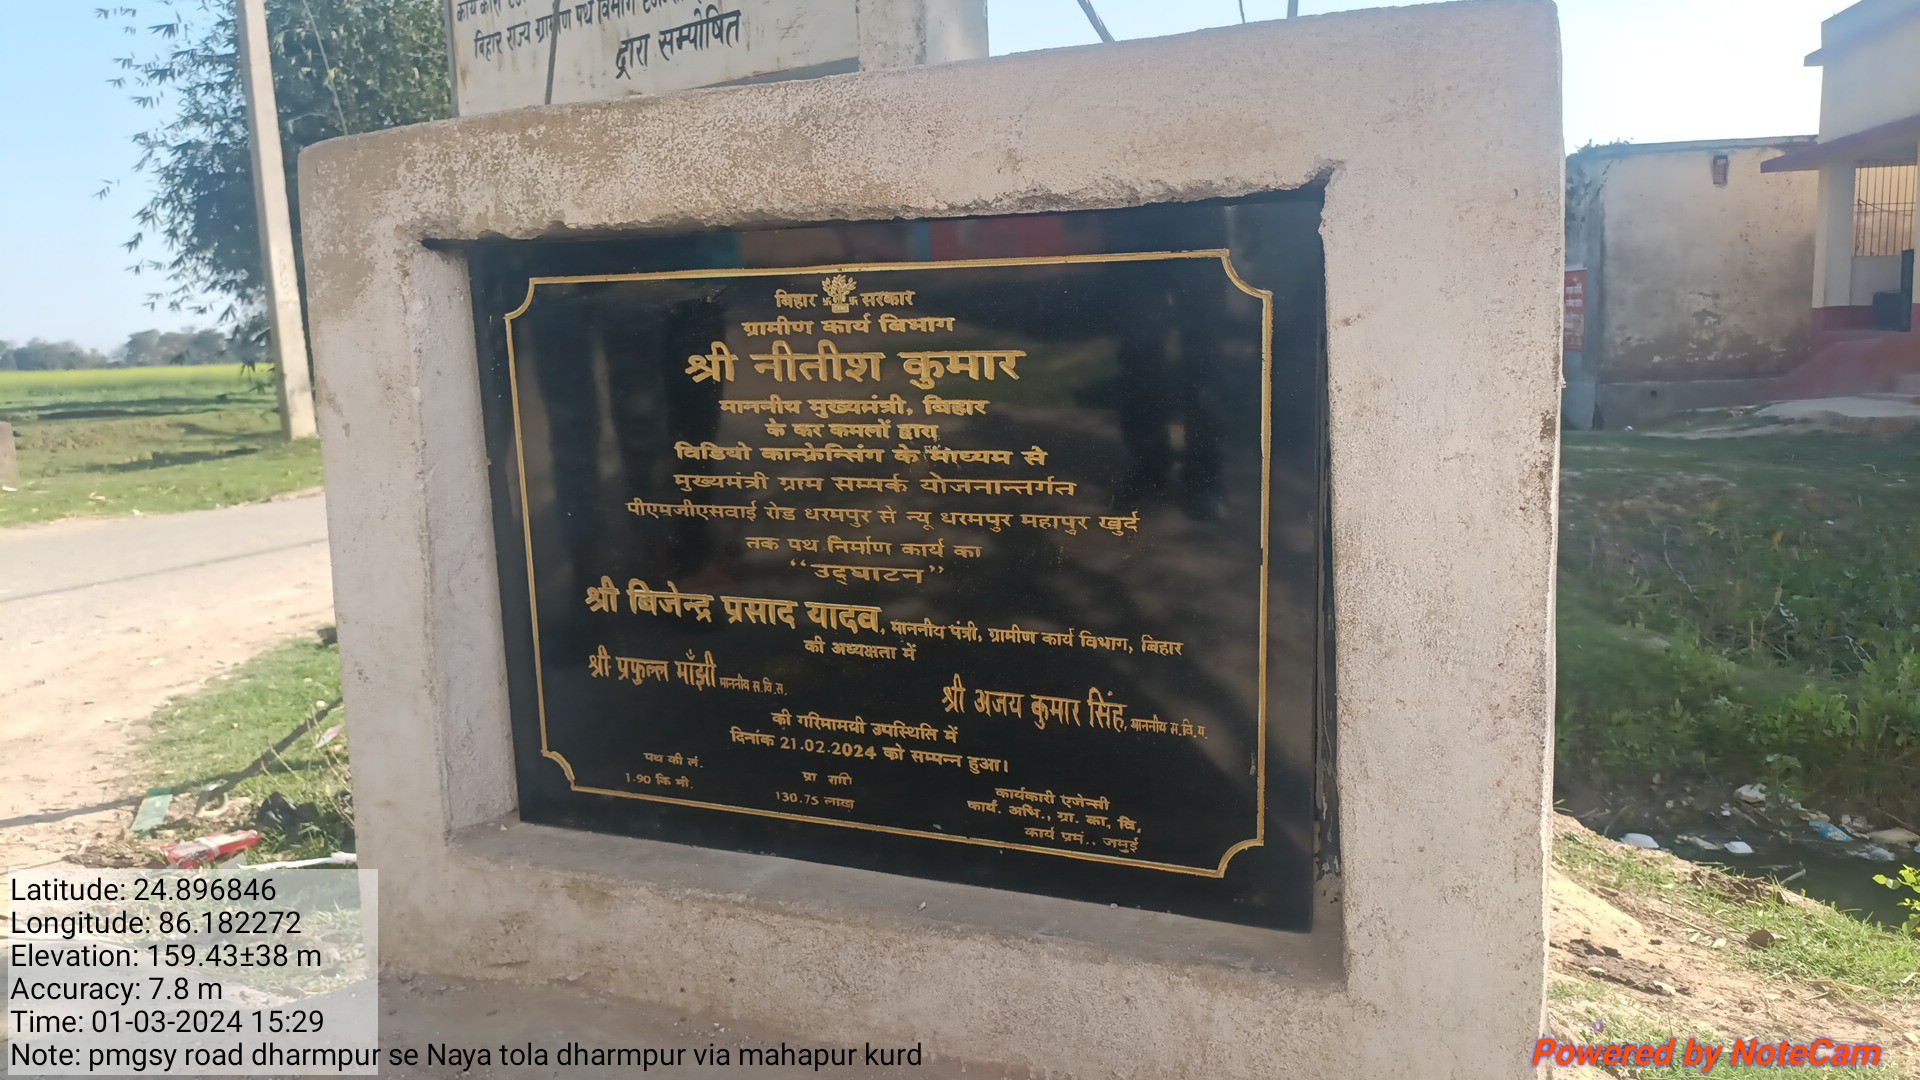 बिहार राज्य ग्रामीण पथ विभाग
द्वारा सम्पोषित
बिहार सरकार
ग्रामीण कार्य विभाग
श्री नीतीश कुमार
माननीय मुख्यमंत्री, बिहार
के कर कमलों द्वारा
विडियो कान्फ्रेन्सिंग के माध्यम से
मुख्यमंत्री ग्राम सम्पर्क योजनान्तर्गत
पीएमजीएसवाई रोड धरमपुर से न्यू धरमपुर महापुर खुर्द
तक पथ निर्माण कार्य का
“उद्घाटन”
श्री बिजेन्द्र प्रसाद यादव, माननीय मंत्री, ग्रामीण कार्य विभाग, बिहार
की अध्यक्षता में
श्री प्रफुल्ल माँझी माननीय स.वि.स.
श्री अजय कुमार सिंह, माननीय स.वि.प.
की गरिमामयी उपस्थिति में
दिनांक 21.02.2024 को सम्पन्न हुआ।
पथ की लं.
1.90 कि मी.
प्रा राशि
130.75 लाख
कार्यकारी एजेन्सी
कार्य. अभि., ग्रा. का. वि.
कार्य प्रमं., जमुई
Latitude: 24.896846
Longitude: 86.182272
Elevation: 159.43±38 m
Accuracy: 7.8 m
Time: 01-03-2024 15:29
Note: pmgsy road dharmpur se Naya tola dharmpur via mahapur kurd
Powered by NoteCam